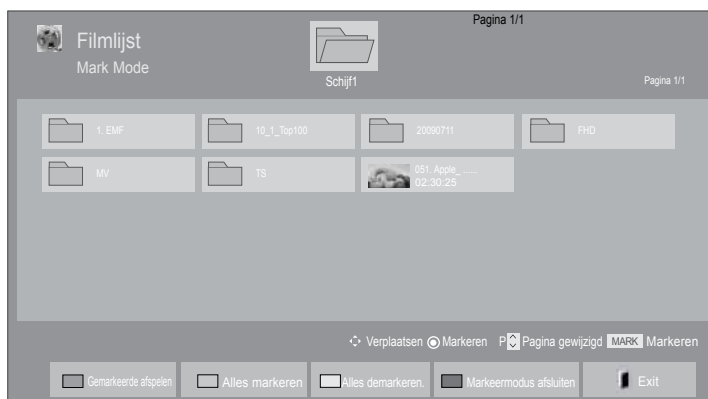 Pagina 1/1
Filmlijst
Mark Mode
Schijf1
Pagina 1/1
1. EMF
10_1_Top100
20090711
FHD
MV
TS
051. Apple_ ......
02:30:25
Verplaatsen Markeren P Pagina gewijzigd MARK Markeren
Gemarkeerde afspelen Alles markeren Alles demarkeren. Markeermodus afsluiten Exit